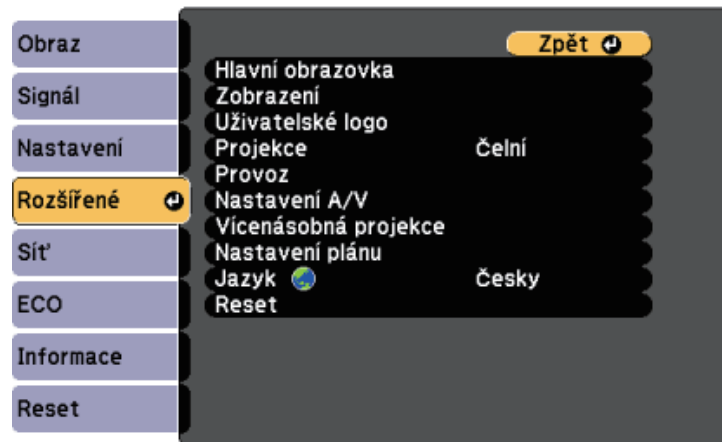 Obraz
Signál
Nastavení
Rozšířené
Síť
ECO
Informace
Reset
Zpět
Hlavní obrazovka
Zobrazení
Uživatelské logo
Projekce Čelní
Provoz
Nastavení A/V
Vícenásobná projekce
Nastavení plánu
Jazyk Česky
Reset